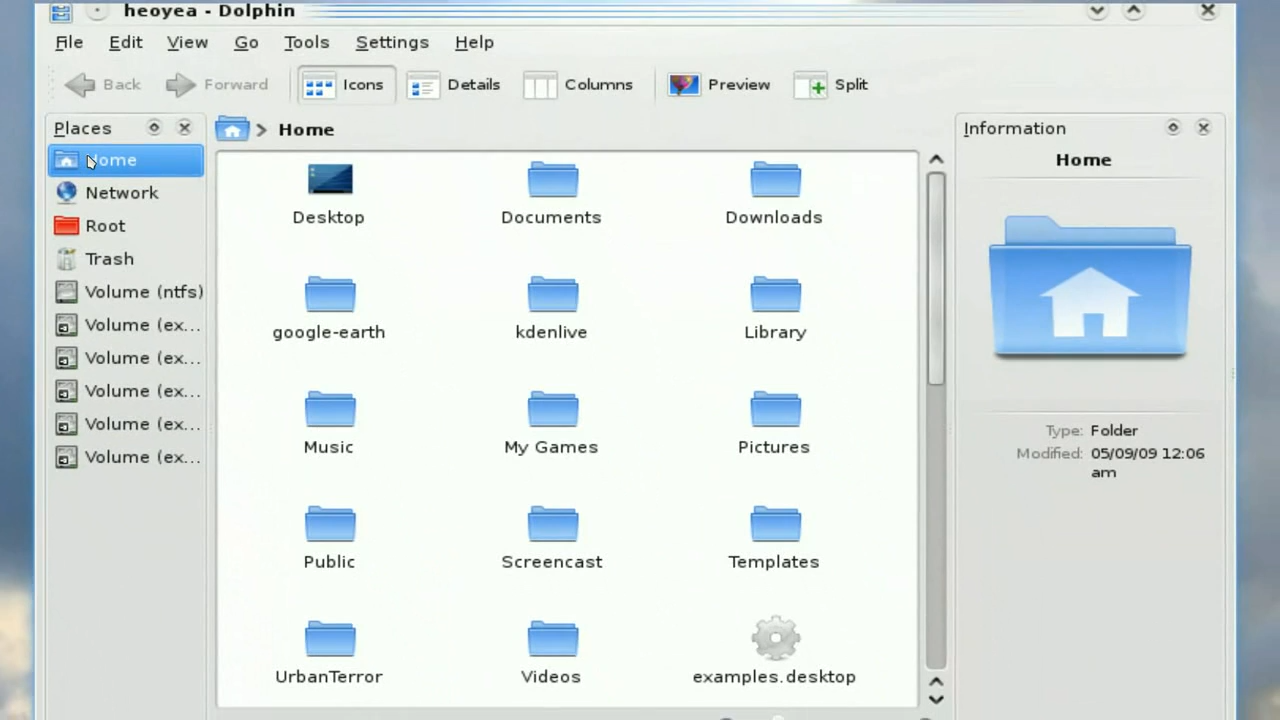 heoyea - Dolphin
File Edit View Go Tools Settings Help
Back Forward Icons Details Columns Preview Split
Places
Home
Network
Root
Trash
Volume (ntfs)
Volume (ex...
Volume (ex...
Volume (ex...
Volume (ex...
Volume (ex...
Home
Desktop Documents Downloads
google-earth kdenlive Library
Music My Games Pictures
Public Screencast Templates
UrbanTerror Videos examples.desktop
Information
Home
Type: Folder
Modified: 05/09/09 12:06
am